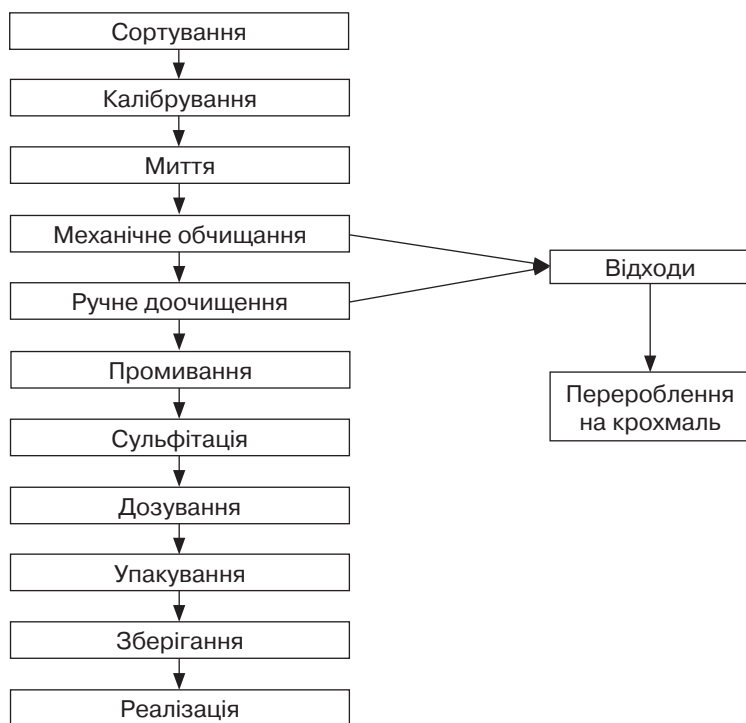 Сортування
Калібрування
Миття
Механічне обчищання
Ручне доочищення
Промивання
Сульфітація
Дозування
Упакування
Зберігання
Реалізація
Відходи
Перероблення
на крохмаль